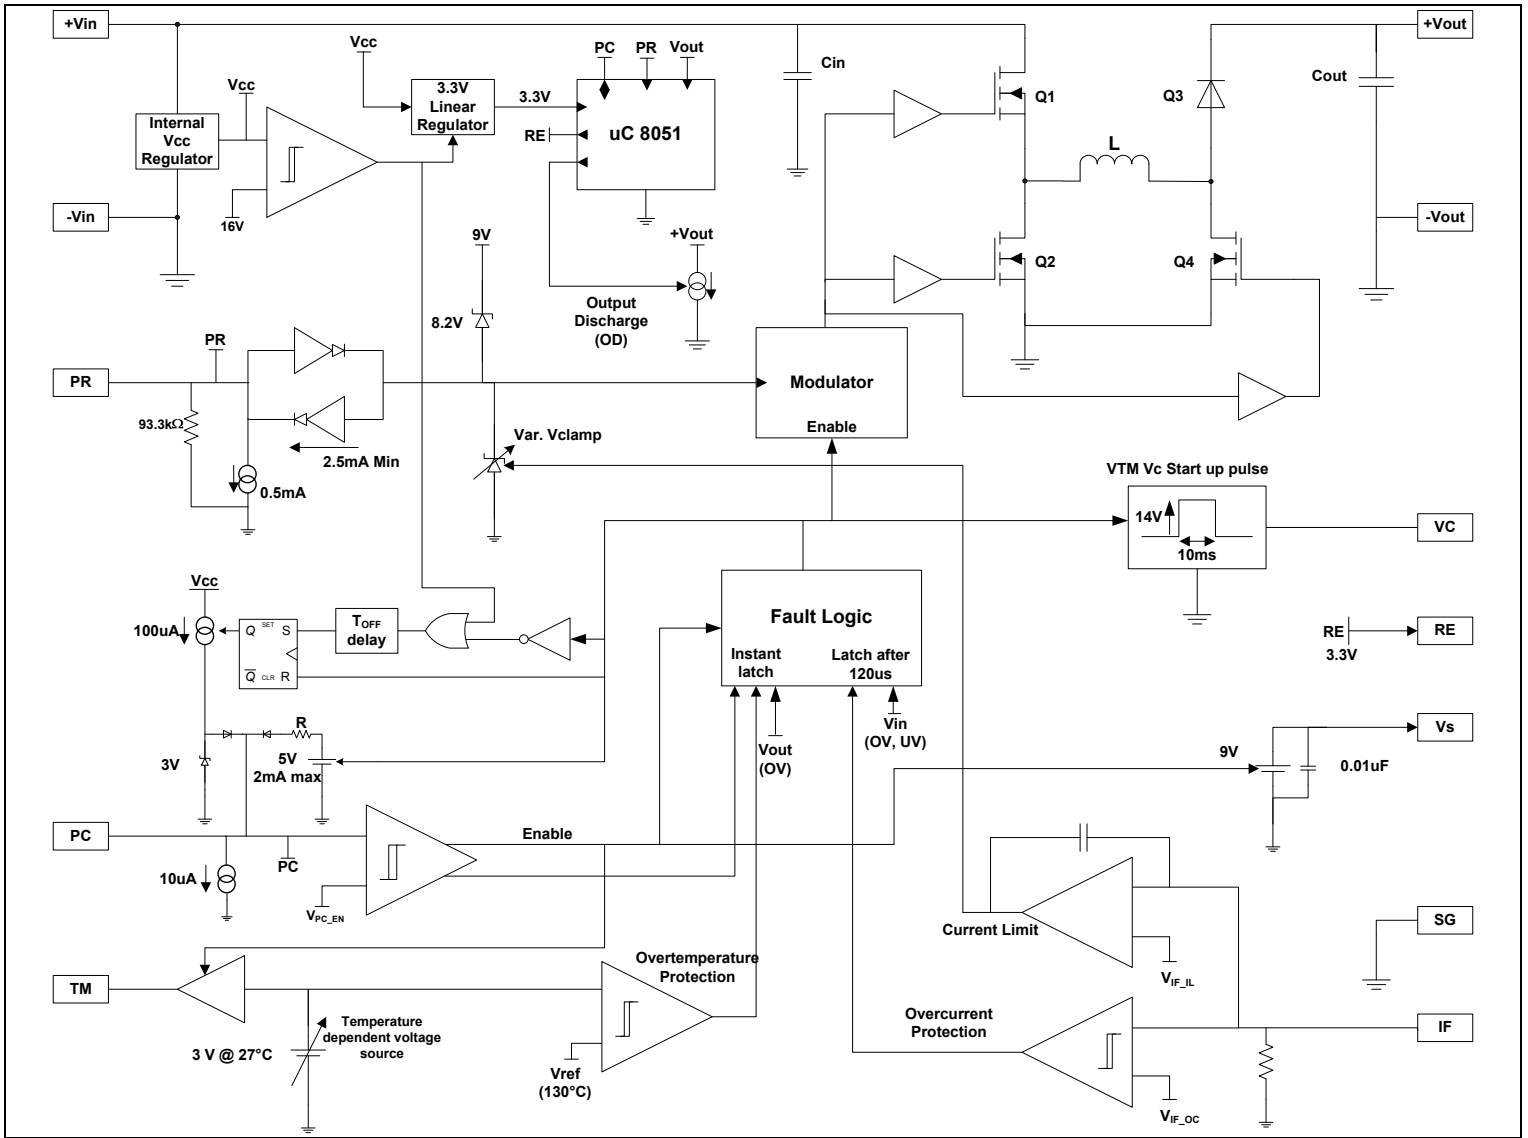 +Vin
+Vout
Vcc
PC
PR
Vout
Cin
Cout
Vcc
3.3V
Linear
Regulator
3.3V
Q1
Q3
Internal
Vcc
Regulator
RE
uC 8051
L
16V
-Vin
-Vout
9V
+Vout
Q2
Q4
8.2V
Output
Discharge
(OD)
PR
PR
Modulator
93.3kΩ
Enable
Var. Vclamp
2.5mA Min
0.5mA
VTM Vc Start up pulse
14V
10ms
VC
Vcc
100uA
Q
SET
S
Q
CLR
R
TOFF
delay
Fault Logic
Instant
latch
Latch after
120us
RE
3.3V
RE
R
3V
5V
2mA max
Vout
(OV)
Vin
(OV, UV)
9V
0.01uF
Vs
PC
PC
10uA
Enable
VPC_EN
Current Limit
VIF_IL
SG
TM
Overtemperature
Protection
Temperature
dependent voltage
source
3 V @ 27°C
Vref
(130°C)
Overcurrent
Protection
VIF_OC
IF